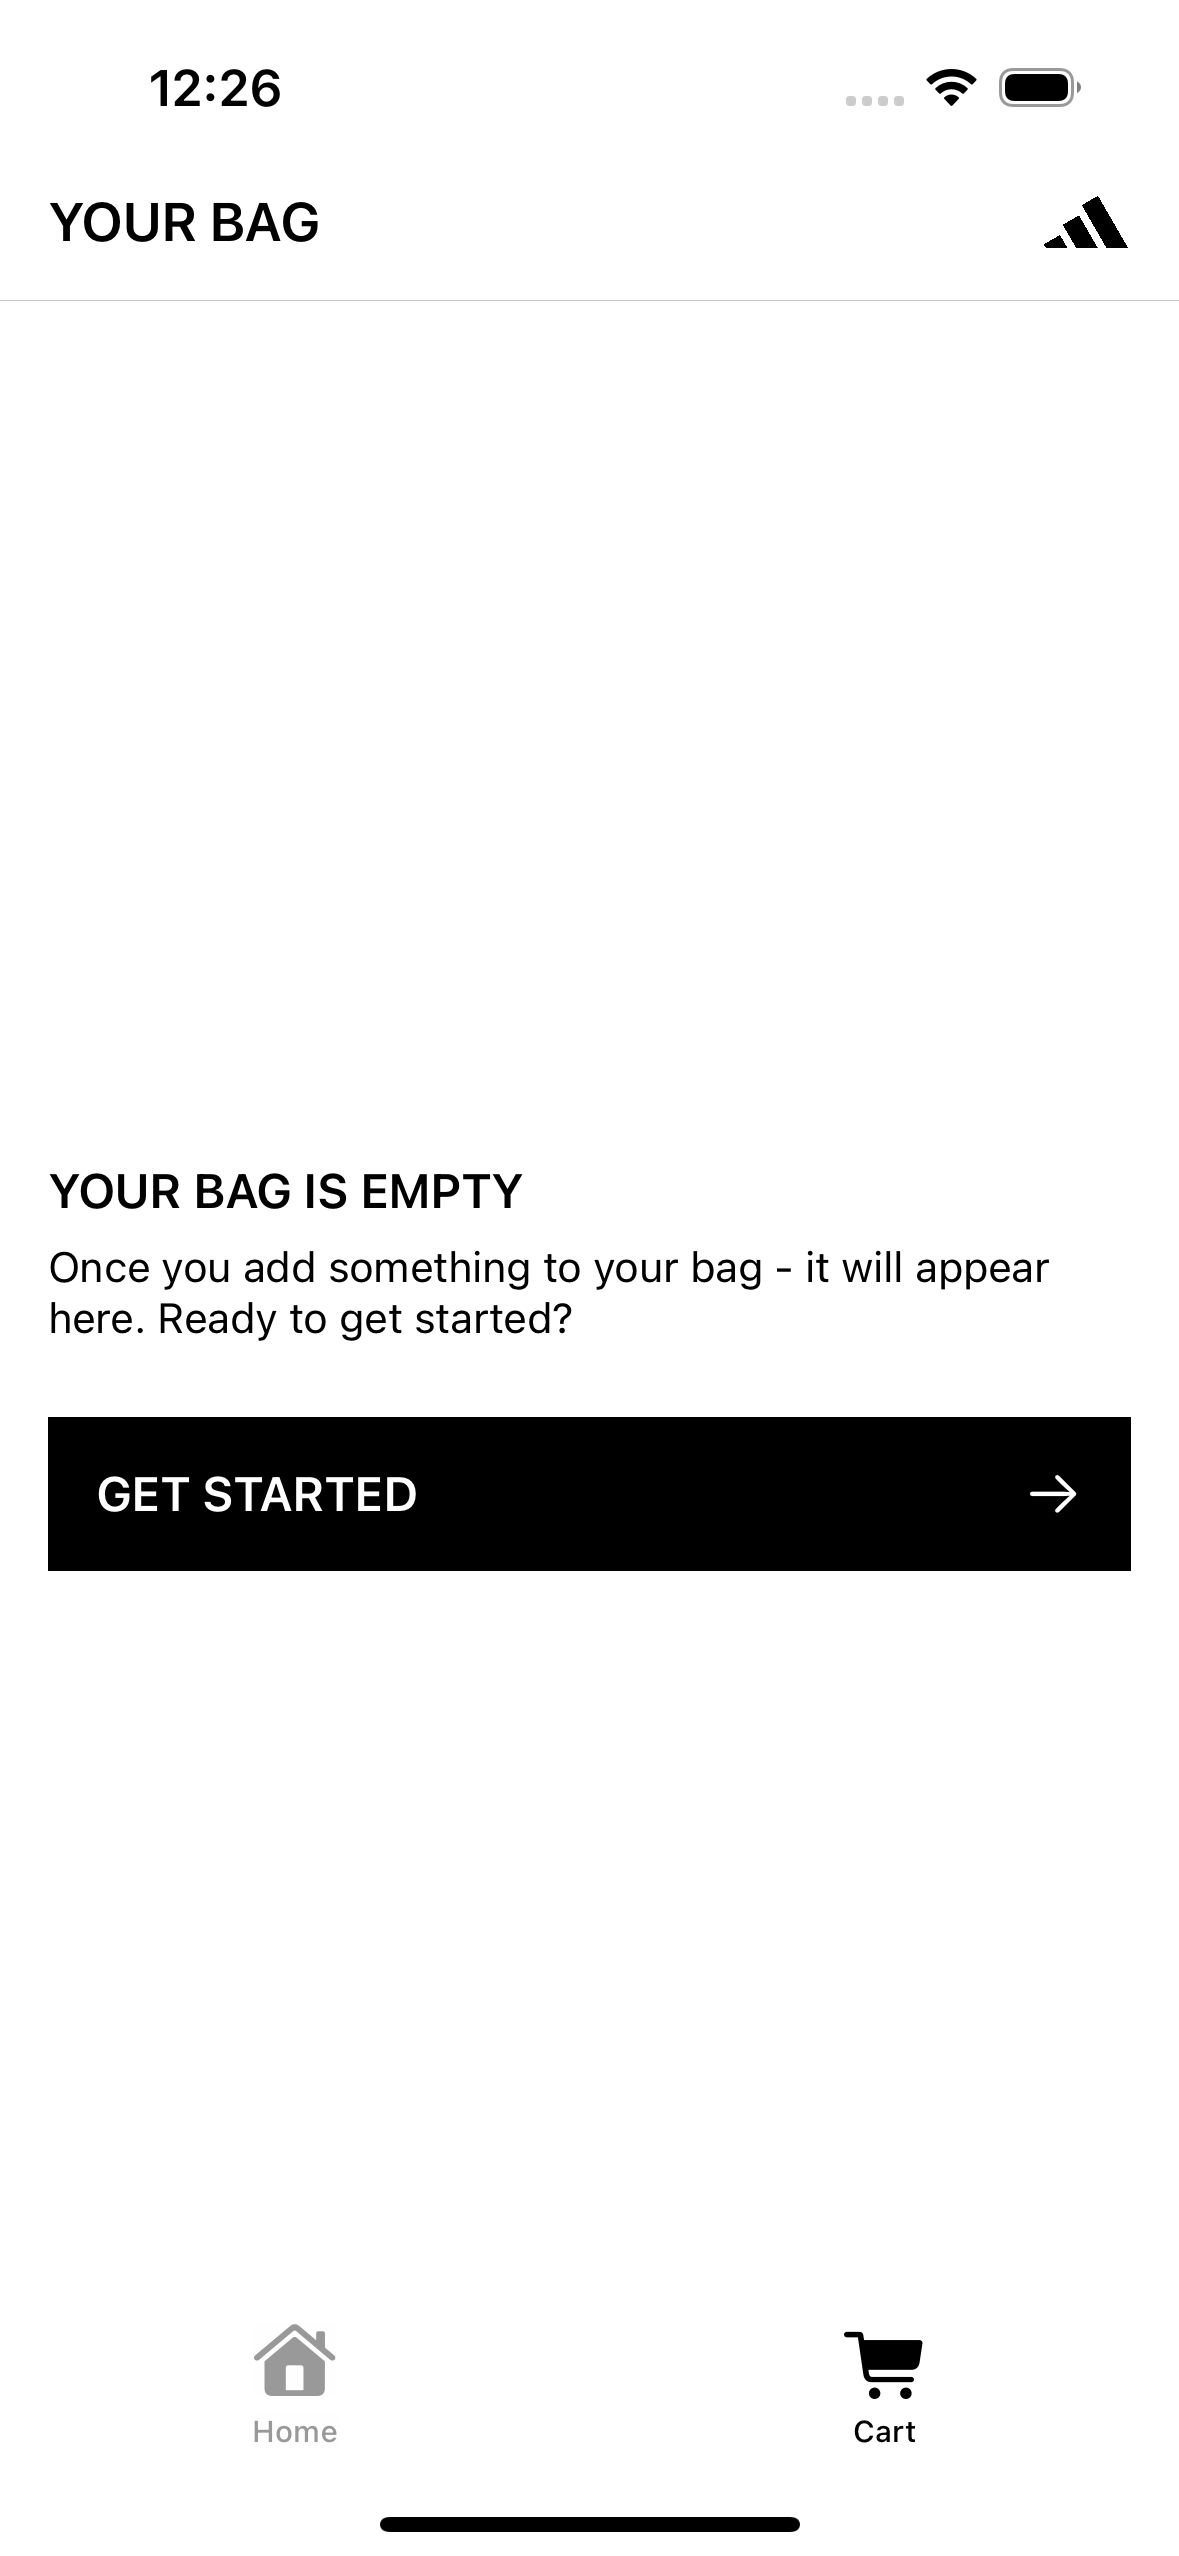 12:26
YOUR BAG
YOUR BAG IS EMPTY
Once you add something to your bag - it will appear
here. Ready to get started?
GET STARTED
Home
Cart